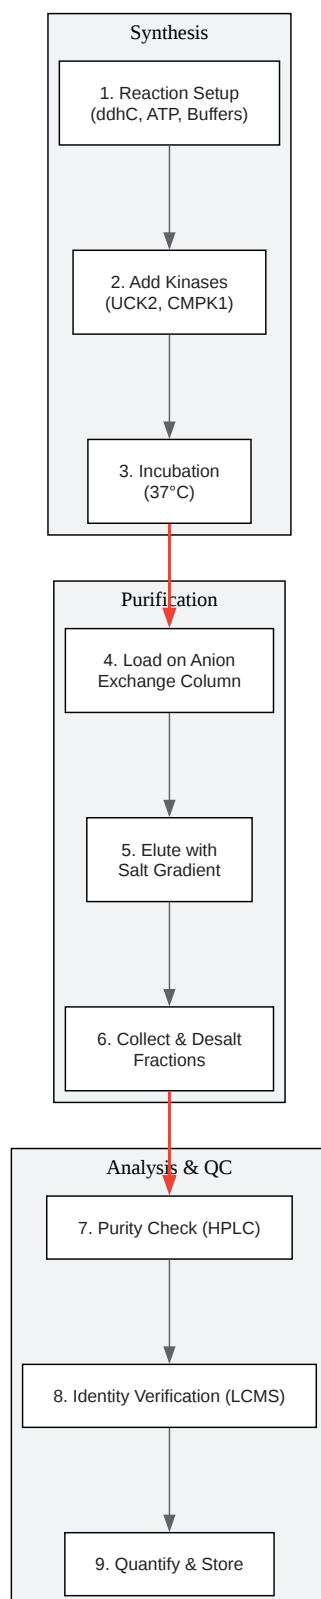 Synthesis
1. Reaction Setup
(ddhC, ATP, Buffers)
2. Add Kinases
(UCK2, CMPK1)
3. Incubation
(37°C)
Purification
4. Load on Anion
Exchange Column
5. Elute with
Salt Gradient
6. Collect & Desalt
Fractions
Analysis & QC
7. Purity Check (HPLC)
8. Identity Verification (LCMS)
9. Quantify & Store